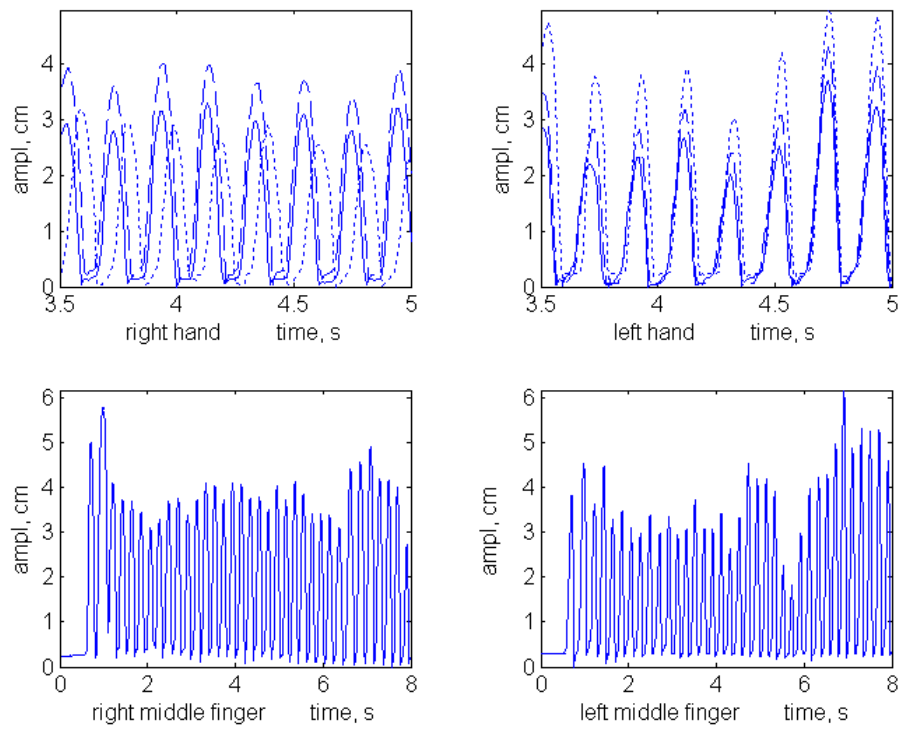 ampl, cm
4
3
2
1
0
3.5 4 4.5 5
right hand time, s
ampl, cm
4
3
2
1
0
3.5 4 4.5 5
left hand time, s
ampl, cm
6
5
4
3
2
1
0
0 2 4 6 8
right middle finger time, s
ampl, cm
6
5
4
3
2
1
0
0 2 4 6 8
left middle finger time, s